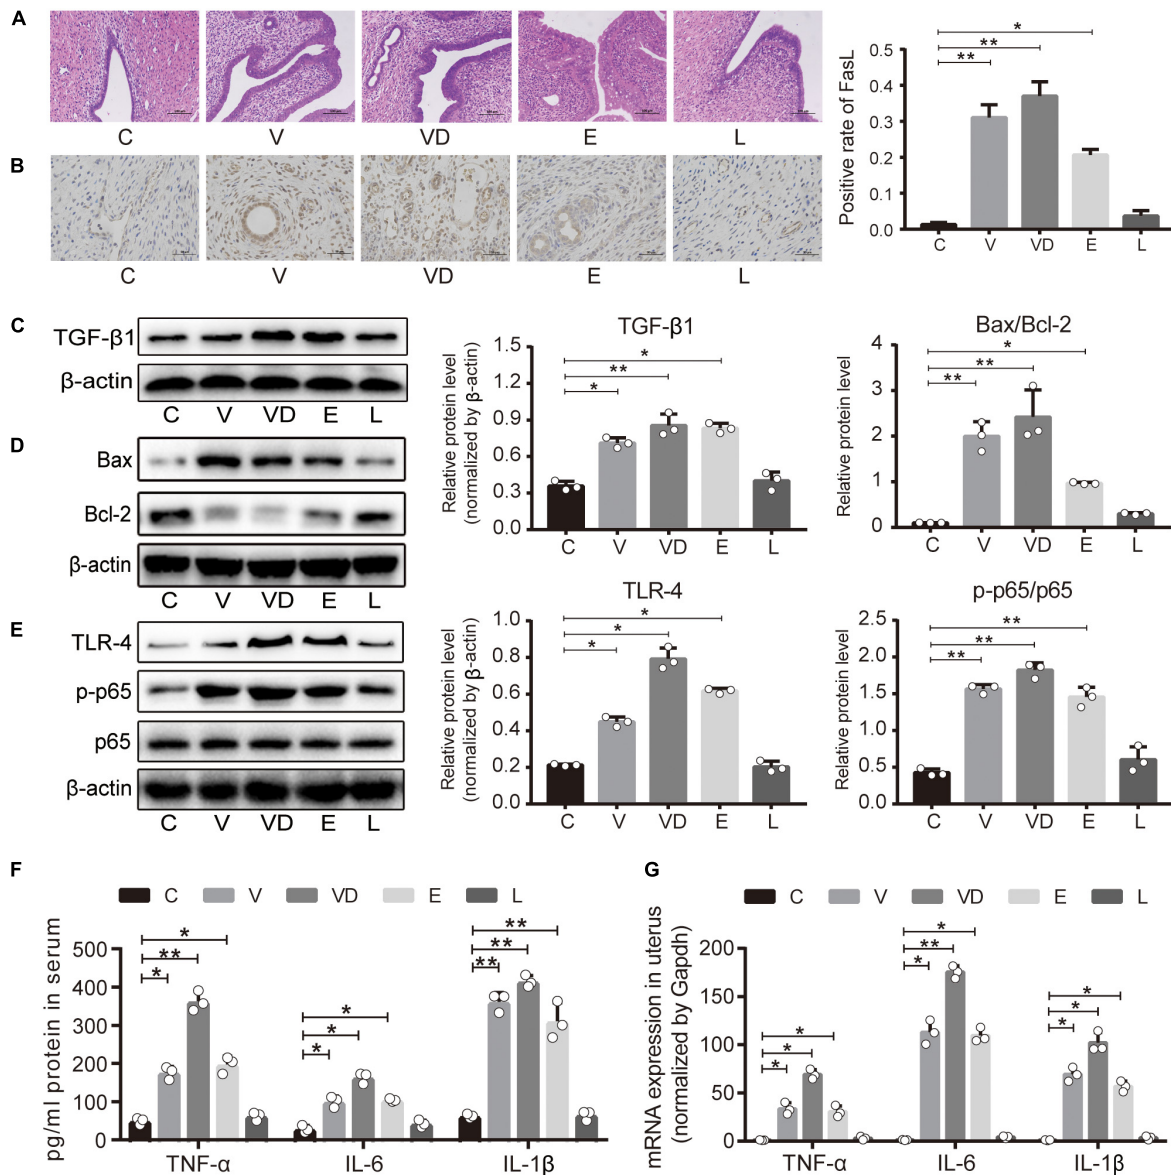 A
C V VD E L
B
C V VD E L
Positive rate of FasL
0.5
0.4
0.3
0.2
0.1
0.0
* ** **
C V VD E L
C
TGF-β1
β-actin
C V VD E L
TGF-β1
Relative protein level
(normalized by β-actin)
1.5
1.2
0.9
0.6
0.3
0.0
* ** *
C V VD E L
Bax/Bcl-2
Relative protein level
4
3
2
1
0
* ** **
C V VD E L
D
Bax
Bcl-2
β-actin
C V VD E L
E
TLR-4
p-p65
p65
β-actin
C V VD E L
TLR-4
Relative protein level
(normalized by β-actin)
1.0
0.8
0.6
0.4
0.2
0.0
* * *
C V VD E L
p-p65/p65
Relative protein level
2.5
2.0
1.5
1.0
0.5
0.0
** ** **
C V VD E L
F
C V VD E L
pg/ml protein in serum
500
400
300
200
100
0
* ** *
* * *
** ** **
TNF-α IL-6 IL-1β
G
C V VD E L
mRNA expression in uterus
(normalized by Gapdh)
200
150
100
50
0
* * *
* ** *
* * *
TNF-α IL-6 IL-1β